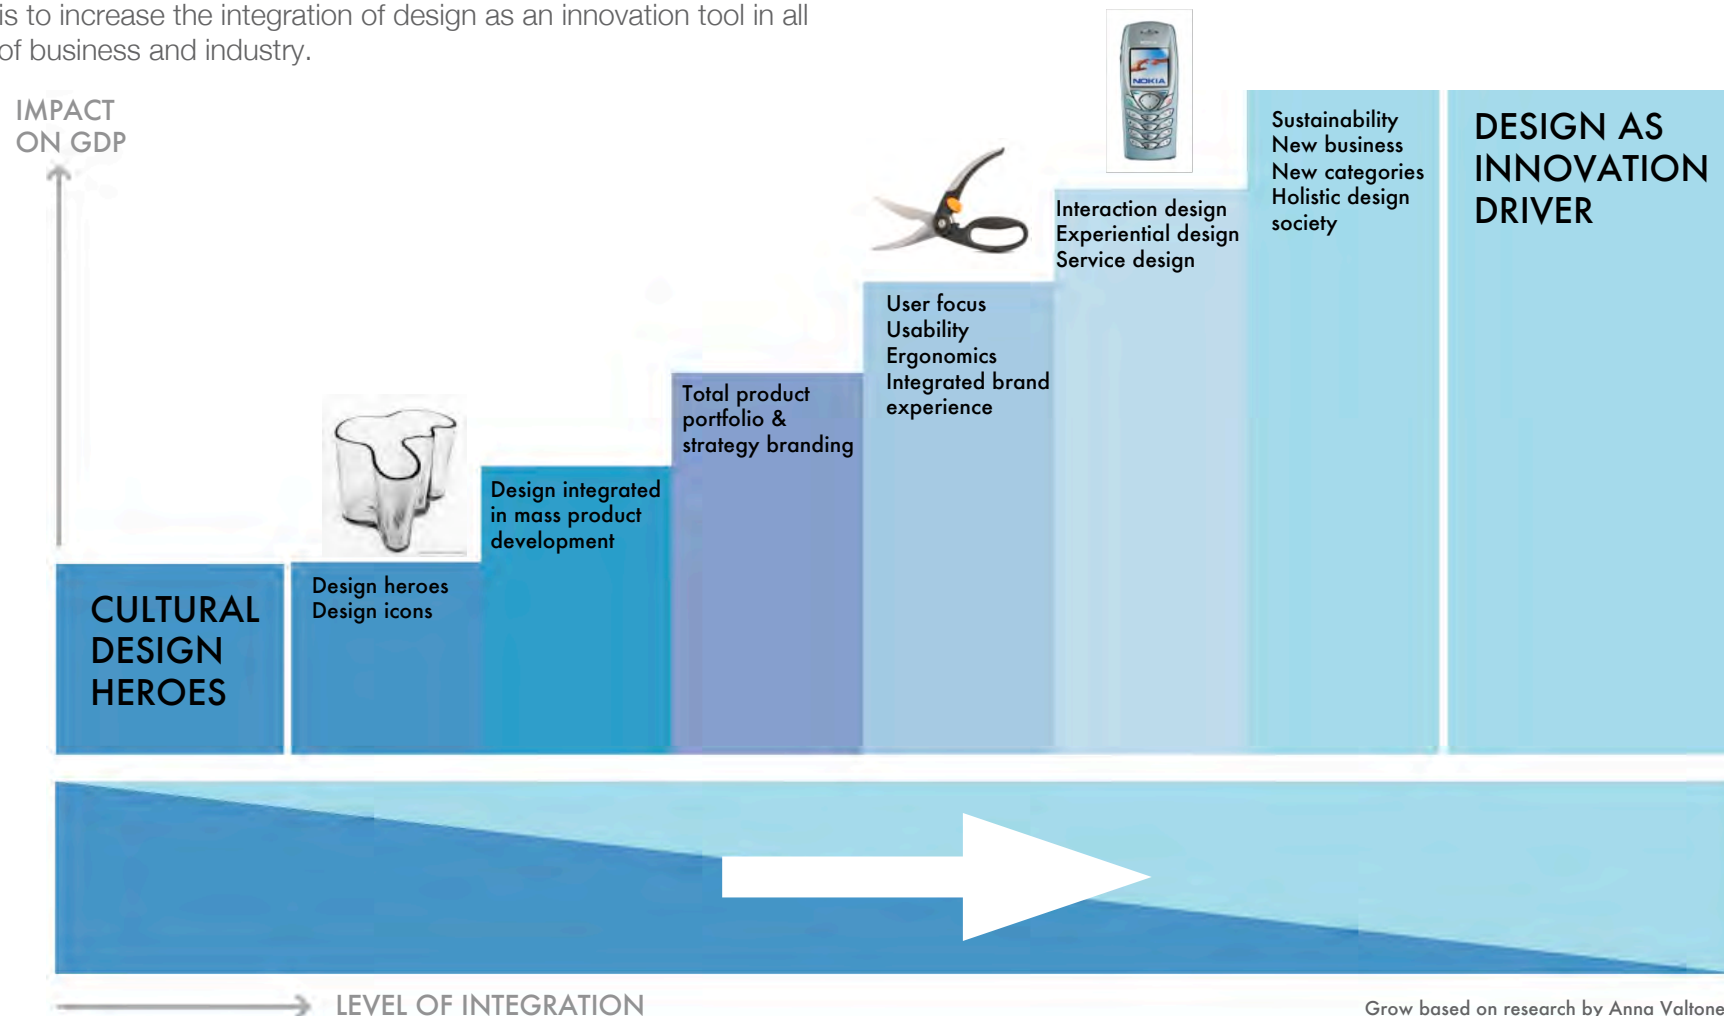 is to increase the integration of design as an innovation tool in all
of business and industry.
IMPACT
ON GDP
NOKIA
Sustainability
New business
New categories
Holistic design
society
DESIGN AS
INNOVATION
DRIVER
Interaction design
Experiential design
Service design
User focus
Usability
Ergonomics
Integrated brand
experience
Total product
portfolio &
strategy branding
Design integrated
in mass product
development
Design heroes
Design icons
CULTURAL
DESIGN
HEROES
LEVEL OF INTEGRATION
Grow based on research by Anna Valtone